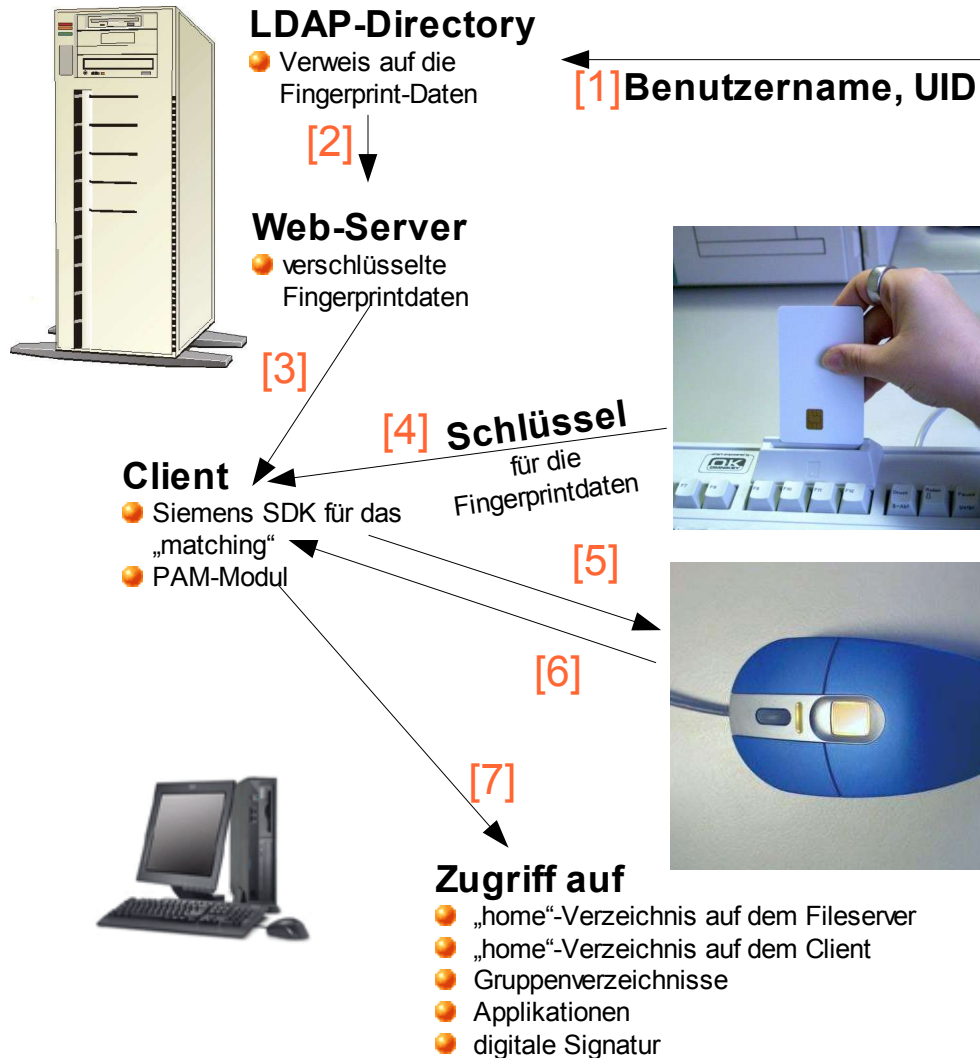 LDAP-Directory
Verweis auf die
Fingerprint-Daten
[1] Benutzername, UID
[2]
Web-Server
verschlüsselte
Fingerprintdaten
[3]
[4] Schlüssel
für die
Fingerprintdaten
OK
Client
Siemens SDK für das
„matching“
PAM-Modul
[5]
[6]
[7]
Zugriff auf
„home“-Verzeichnis auf dem Fileserver
„home“-Verzeichnis auf dem Client
Gruppenverzeichnisse
Applikationen
digitale Signatur